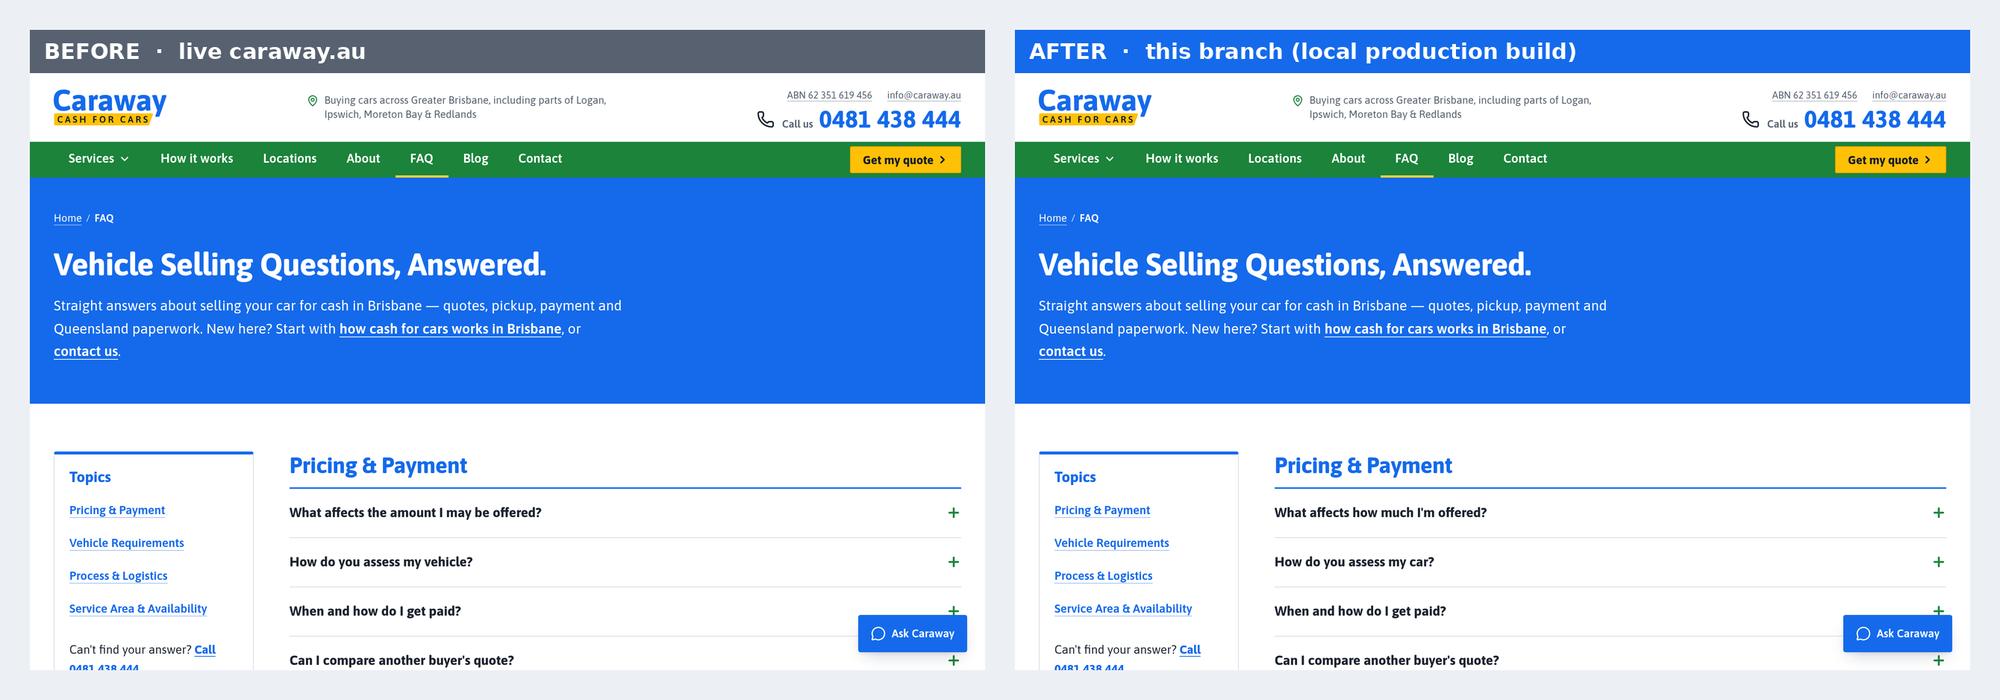 BEFORE · live caraway.au
Caraway
CASH FOR CARS
Buying cars across Greater Brisbane, including parts of Logan,
Ipswich, Moreton Bay & Redlands
ABN 62 351 619 456 info@caraway.au
Call us 0481 438 444
Services How it works Locations About FAQ Blog Contact Get my quote
Home / FAQ
Vehicle Selling Questions, Answered.
Straight answers about selling your car for cash in Brisbane — quotes, pickup, payment and
Queensland paperwork. New here? Start with how cash for cars works in Brisbane, or
contact us.
Topics
Pricing & Payment
Vehicle Requirements
Process & Logistics
Service Area & Availability
Can't find your answer? Call
0481 438 444
Pricing & Payment
What affects the amount I may be offered?
How do you assess my vehicle?
When and how do I get paid?
Can I compare another buyer's quote?
Ask Caraway
AFTER · this branch (local production build)
Caraway
CASH FOR CARS
Buying cars across Greater Brisbane, including parts of Logan,
Ipswich, Moreton Bay & Redlands
ABN 62 351 619 456 info@caraway.au
Call us 0481 438 444
Services How it works Locations About FAQ Blog Contact Get my quote
Home / FAQ
Vehicle Selling Questions, Answered.
Straight answers about selling your car for cash in Brisbane — quotes, pickup, payment and
Queensland paperwork. New here? Start with how cash for cars works in Brisbane, or
contact us.
Topics
Pricing & Payment
Vehicle Requirements
Process & Logistics
Service Area & Availability
Can't find your answer? Call
0481 438 444
Pricing & Payment
What affects how much I'm offered?
How do you assess my car?
When and how do I get paid?
Can I compare another buyer's quote?
Ask Caraway